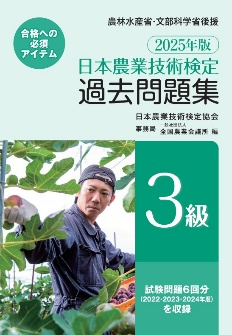 農林水産省・文部科学省後援
合格への
必須
アイテム
2025年版
日本農業技術検定
過去問題集
日本農業技術検定協会
事務局 一般社団法人 全国農業会議所 編
3級
試験問題6回分
(2022-2023-2024年版)
を収録